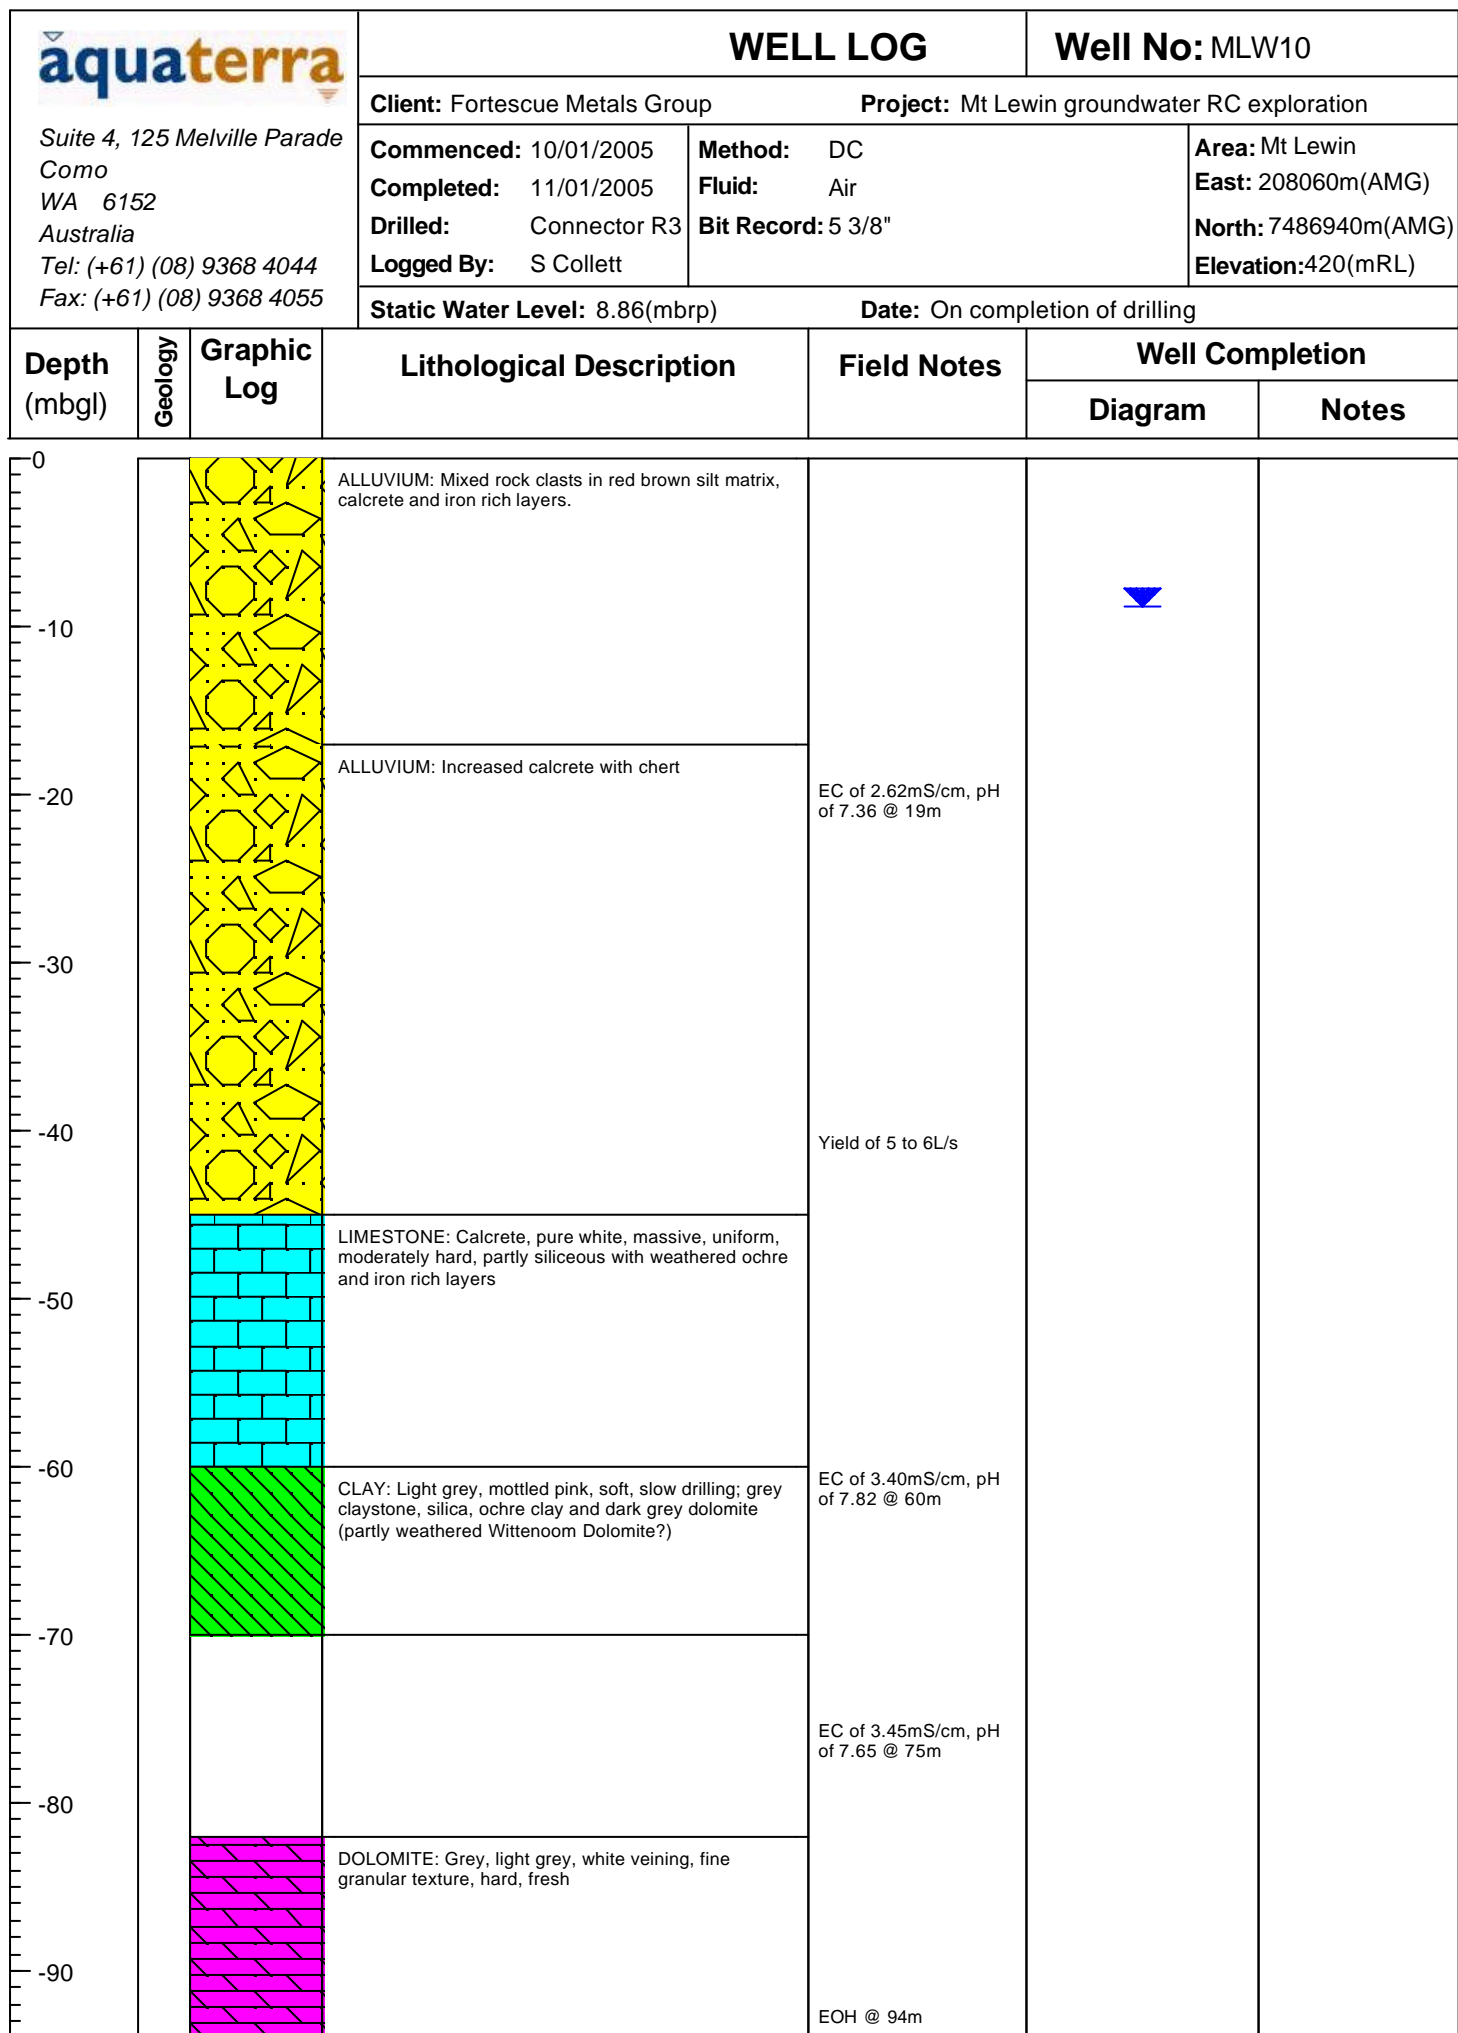 aquaterra
Suite 4, 125 Melville Parade
Como
WA 6152
Australia
Tel: (+61) (08) 9368 4044
Fax: (+61) (08) 9368 4055
WELL LOG
Well No: MLW10
Client: Fortescue Metals Group
Project: Mt Lewin groundwater RC exploration
Commenced: 10/01/2005
Completed: 11/01/2005
Drilled: Connector R3
Logged By: S Collett
Method: DC
Fluid: Air
Bit Record: 5 3/8"
Area: Mt Lewin
East: 208060m(AMG)
North: 7486940m(AMG)
Elevation: 420(mRL)
Static Water Level: 8.86(mbrp)
Date: On completion of drilling
Depth
(mbgl)
Geology
Graphic
Log
Lithological Description
Field Notes
Well Completion
Diagram
Notes
0
ALLUVIUM: Mixed rock clasts in red brown silt matrix,
calcrete and iron rich layers.
-10
ALLUVIUM: Increased calcrete with chert
-20
EC of 2.62mS/cm, pH
of 7.36 @ 19m
-30
-40
Yield of 5 to 6L/s
LIMESTONE: Calcrete, pure white, massive, uniform,
moderately hard, partly siliceous with weathered ochre
and iron rich layers
-50
-60
EC of 3.40mS/cm, pH
of 7.82 @ 60m
CLAY: Light grey, mottled pink, soft, slow drilling; grey
claystone, silica, ochre clay and dark grey dolomite
(partly weathered Wittenoom Dolomite?)
-70
EC of 3.45mS/cm, pH
of 7.65 @ 75m
-80
DOLOMITE: Grey, light grey, white veining, fine
granular texture, hard, fresh
-90
EOH @ 94m